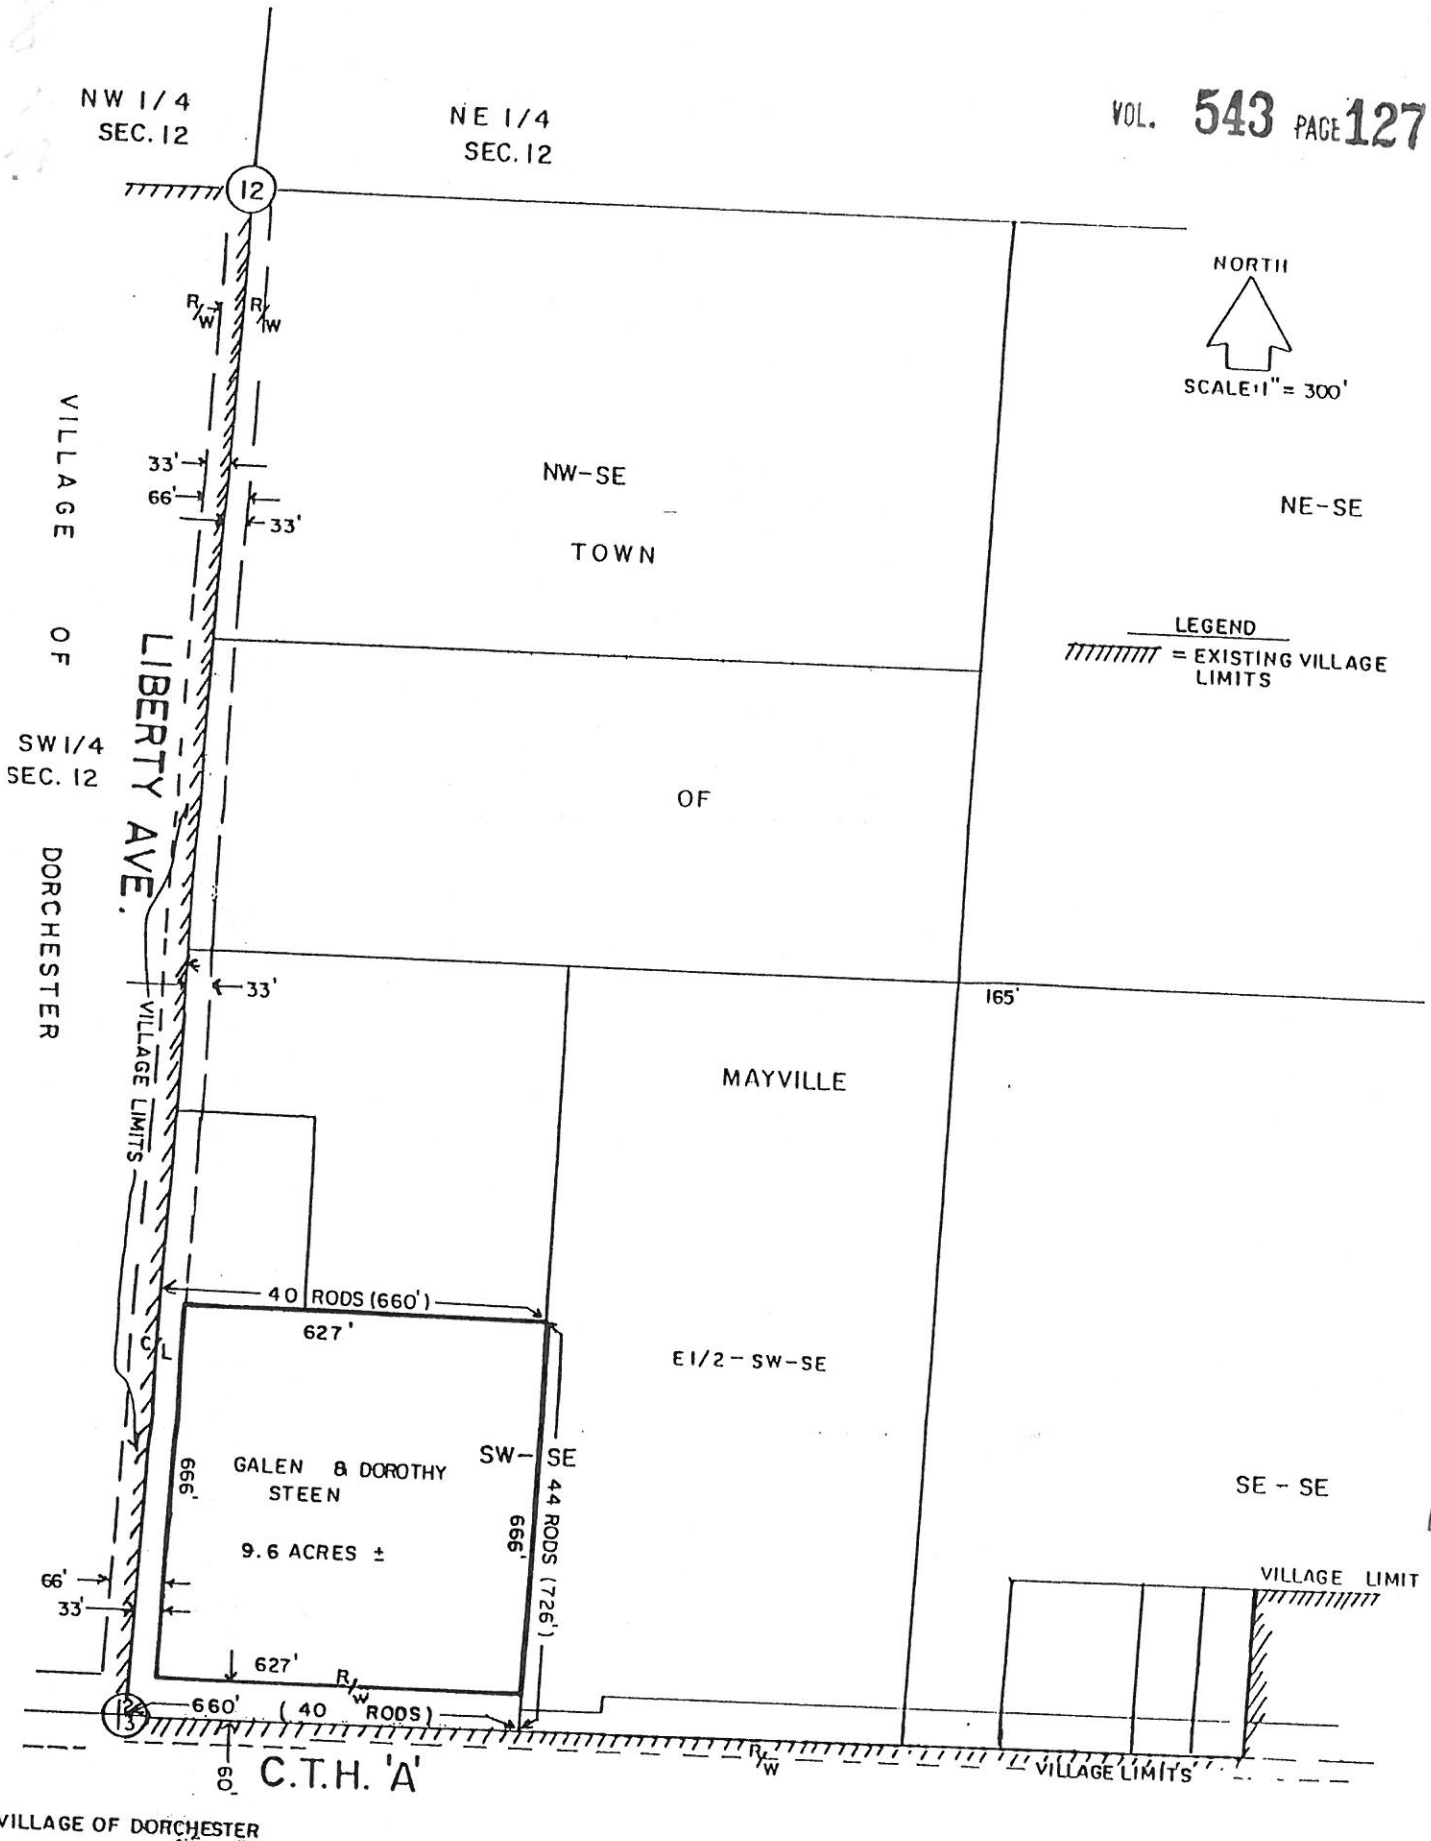 VOL. 543 PAGE 127
NW 1/4
SEC. 12
NE 1/4
SEC. 12
12
NORTH
SCALE: 1" = 300'
R/W
R/W
VILLAGE OF DORCHESTER
33'
66'
33'
NW-SE
NE-SE
TOWN
LEGEND
= EXISTING VILLAGE
LIMITS
LIBERTY AVE.
SW 1/4
SEC. 12
OF
33'
165'
VILLAGE LIMITS
MAYVILLE
40 RODS (660')
627'
C/L
E 1/2 - SW-SE
666'
GALEN & DOROTHY
STEEN
SW-SE
9.6 ACRES ±
666'
44 RODS (726')
SE-SE
66'
33'
VILLAGE LIMIT
627'
R/W
660' (40 RODS)
60'
C.T.H. 'A'
R/W
VILLAGE LIMITS
VILLAGE OF DORCHESTER